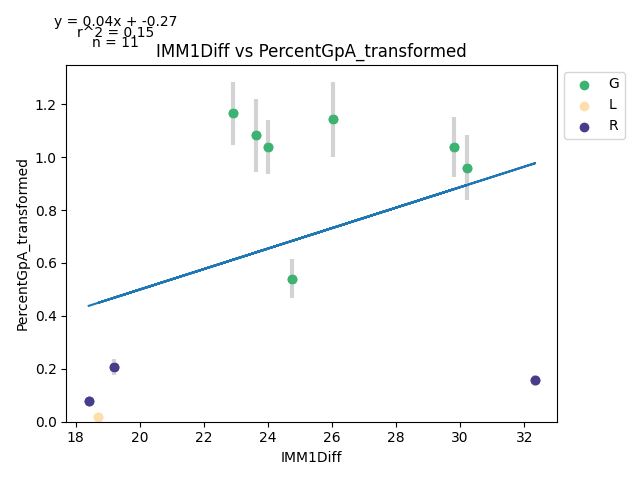 y = 0.04x + -0.27
r^2 = 0.15
n = 11
IMM1Diff vs PercentGpA_transformed
G
L
R
PercentGpA_transformed
1.2
1.0
0.8
0.6
0.4
0.2
0.0
18 20 22 24 26 28 30 32
IMM1Diff